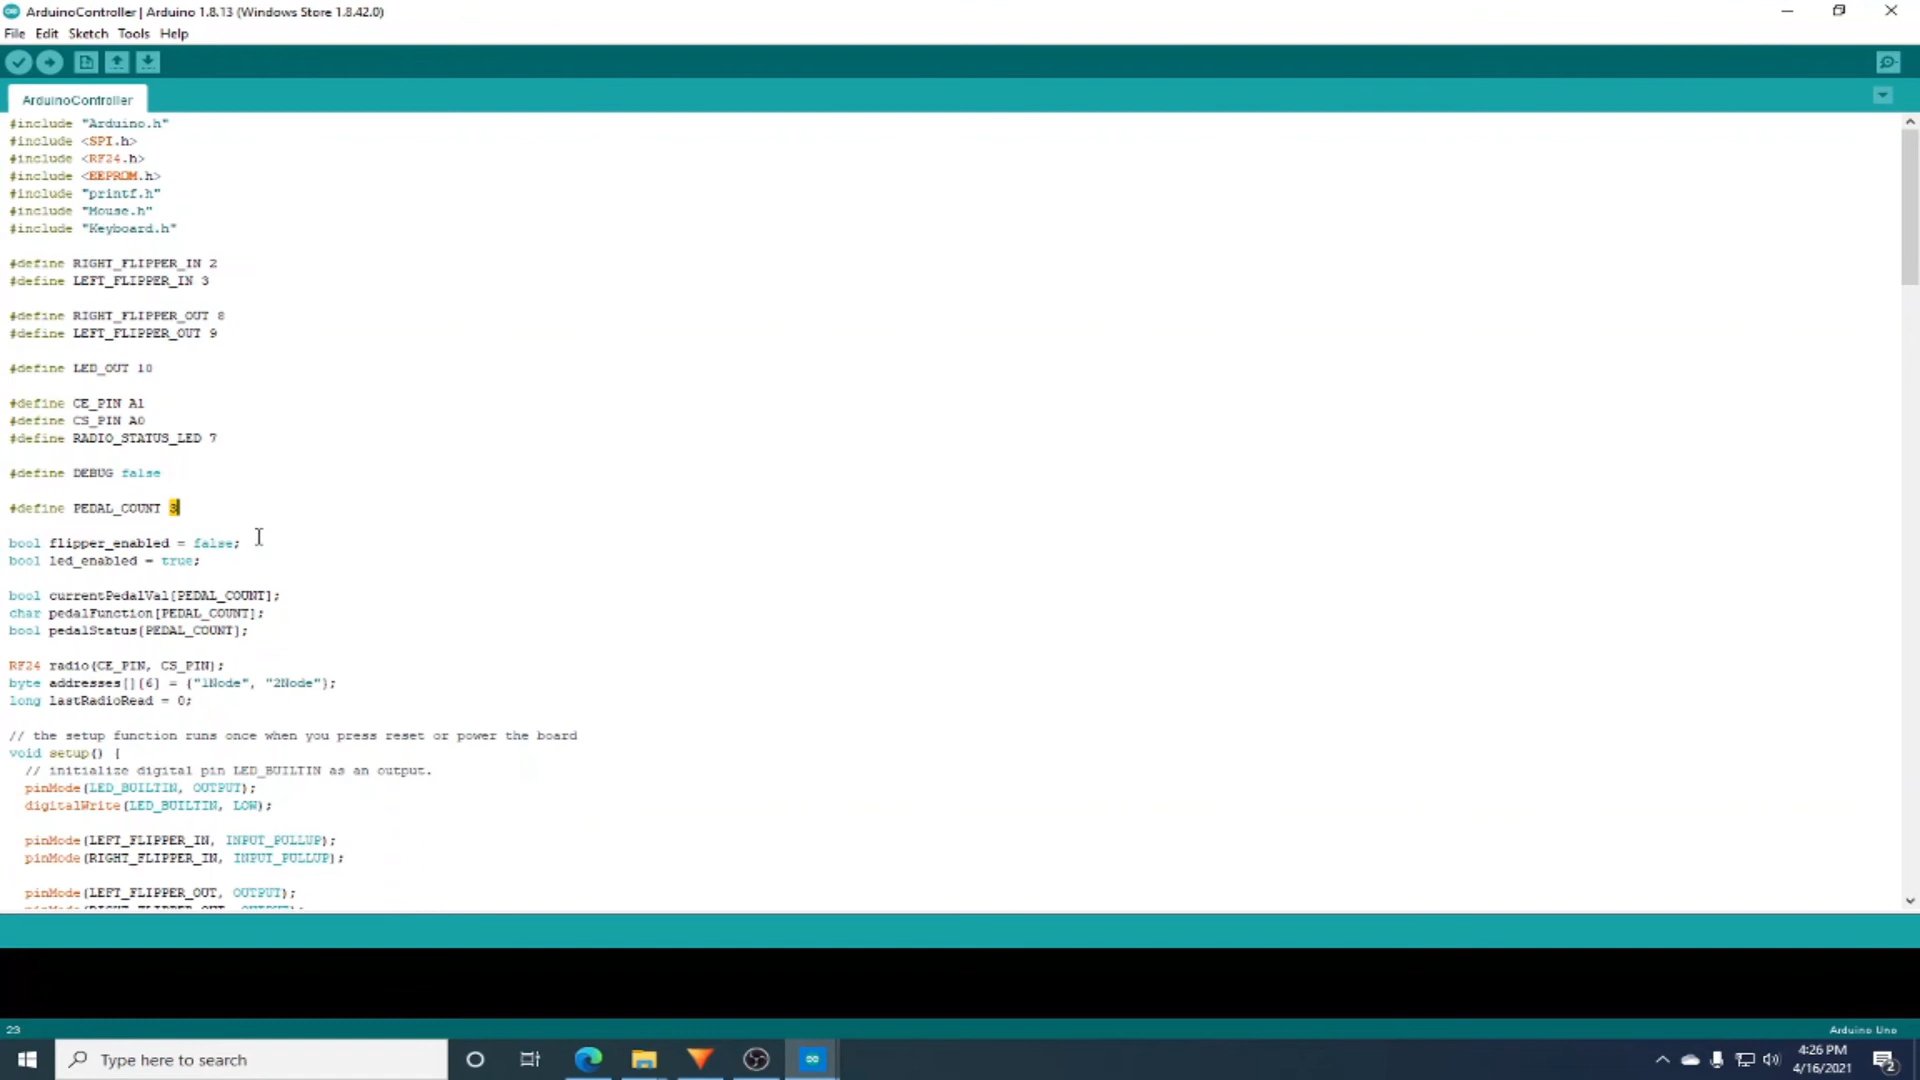 ArduinoController | Arduino 1.8.13 (Windows Store 1.8.42.0)
File Edit Sketch Tools Help
ArduinoController
#include "Arduino.h"
#include <SPI.h>
#include <RF24.h>
#include <EEPROM.h>
#include "printf.h"
#include "Mouse.h"
#include "Keyboard.h"
#define RIGHT_FLIPPER_IN 2
#define LEFT_FLIPPER_IN 3
#define RIGHT_FLIPPER_OUT 8
#define LEFT_FLIPPER_OUT 9
#define LED_OUT 10
#define CE_PIN A1
#define CS_PIN A0
#define RADIO_STATUS_LED 7
#define DEBUG false
#define PEDAL_COUNT 3
bool flipper_enabled = false;
bool led_enabled = true;
bool currentPedalVal[PEDAL_COUNT];
char pedalFunction[PEDAL_COUNT];
bool pedalStatus[PEDAL_COUNT];
RF24 radio(CE_PIN, CS_PIN);
byte addresses[][6] = {"1Node", "2Node"};
long lastRadioRead = 0;
// the setup function runs once when you press reset or power the board
void setup() {
// initialize digital pin LED_BUILTIN as an output.
pinMode(LED_BUILTIN, OUTPUT);
digitalWrite(LED_BUILTIN, LOW);
pinMode(LEFT_FLIPPER_IN, INPUT_PULLUP);
pinMode(RIGHT_FLIPPER_IN, INPUT_PULLUP);
pinMode(LEFT_FLIPPER_OUT, OUTPUT);
pinMode(RIGHT_FLIPPER_OUT, OUTPUT);
23
Arduino Uno
Type here to search
4:26 PM
4/16/2021
2